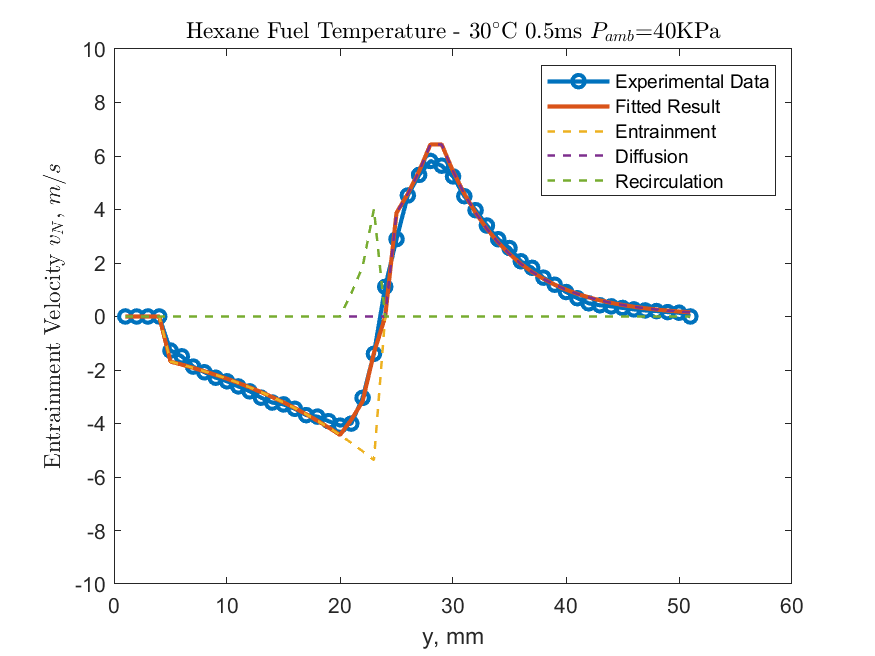 Hexane Fuel Temperature - 30°C 0.5ms P_amb=40KPa
Experimental Data
Fitted Result
Entrainment
Diffusion
Recirculation
Entrainment Velocity v_N, m/s
10
8
6
4
2
0
-2
-4
-6
-8
-10
0 10 20 30 40 50 60
y, mm